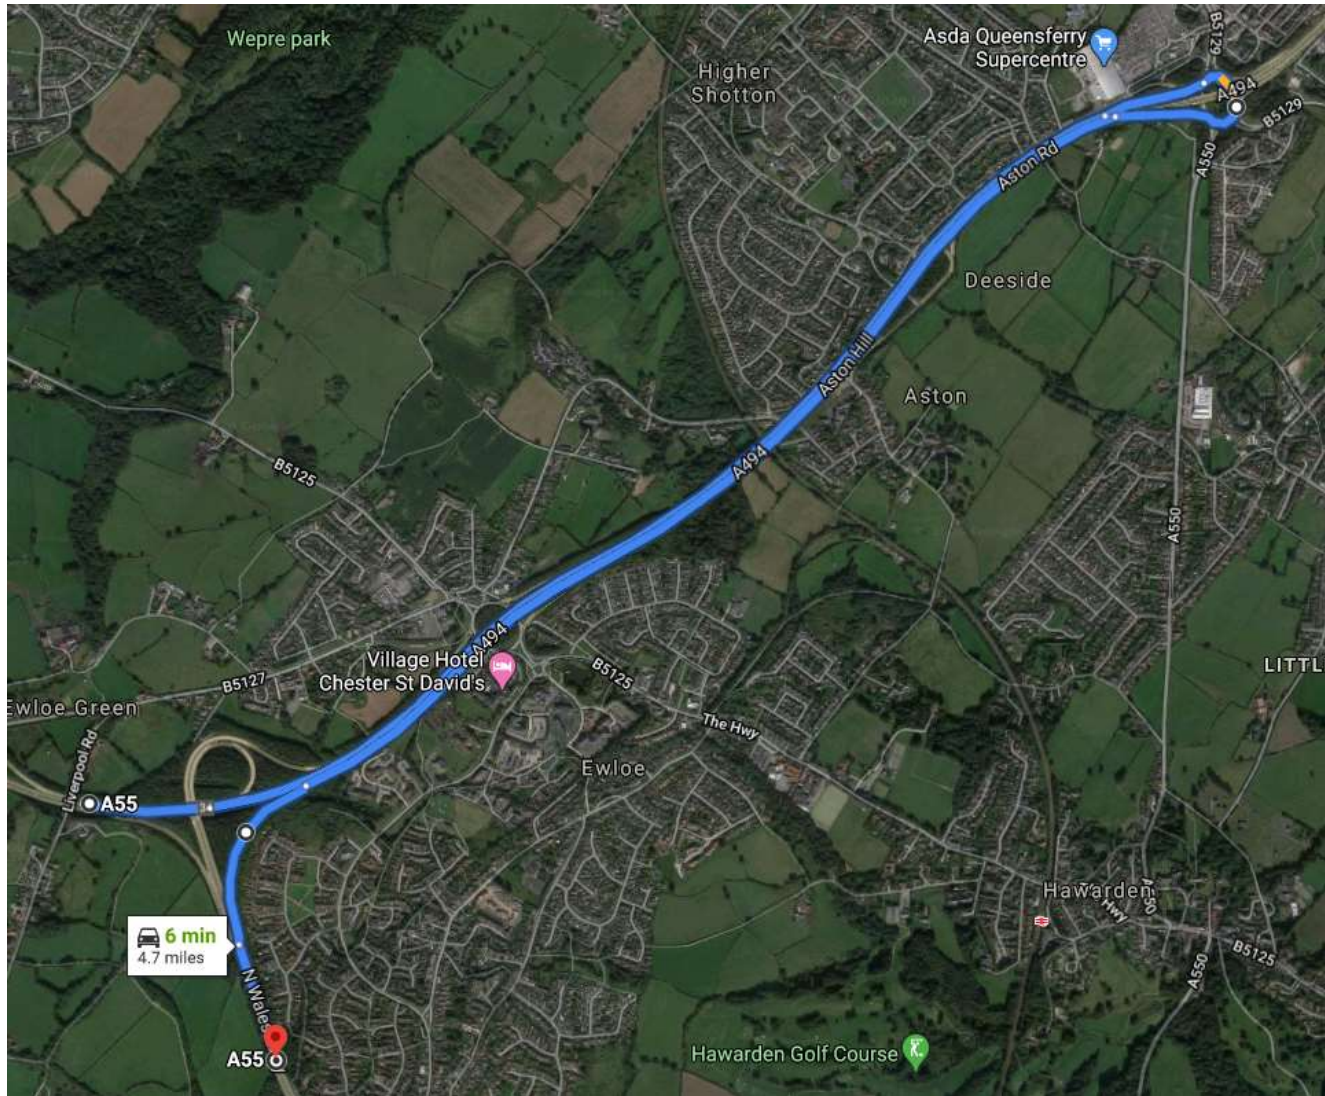 Wepre park
Asda Queensferry
Supercentre
B5129
Higher
Shotton
A494
B5129
Aston Rd
A550
Deeside
Aston Hill
Aston
A494
B5125
A550
A494
Village Hotel
Chester St David's
B5125
B5127
LITTL
Ewloe Green
The Hwy
Liverpool Rd
Ewloe
A55
Hawarden
Hwy
A550
6 min
4.7 miles
B5125
A550
N Wales
Hawarden Golf Course
A55